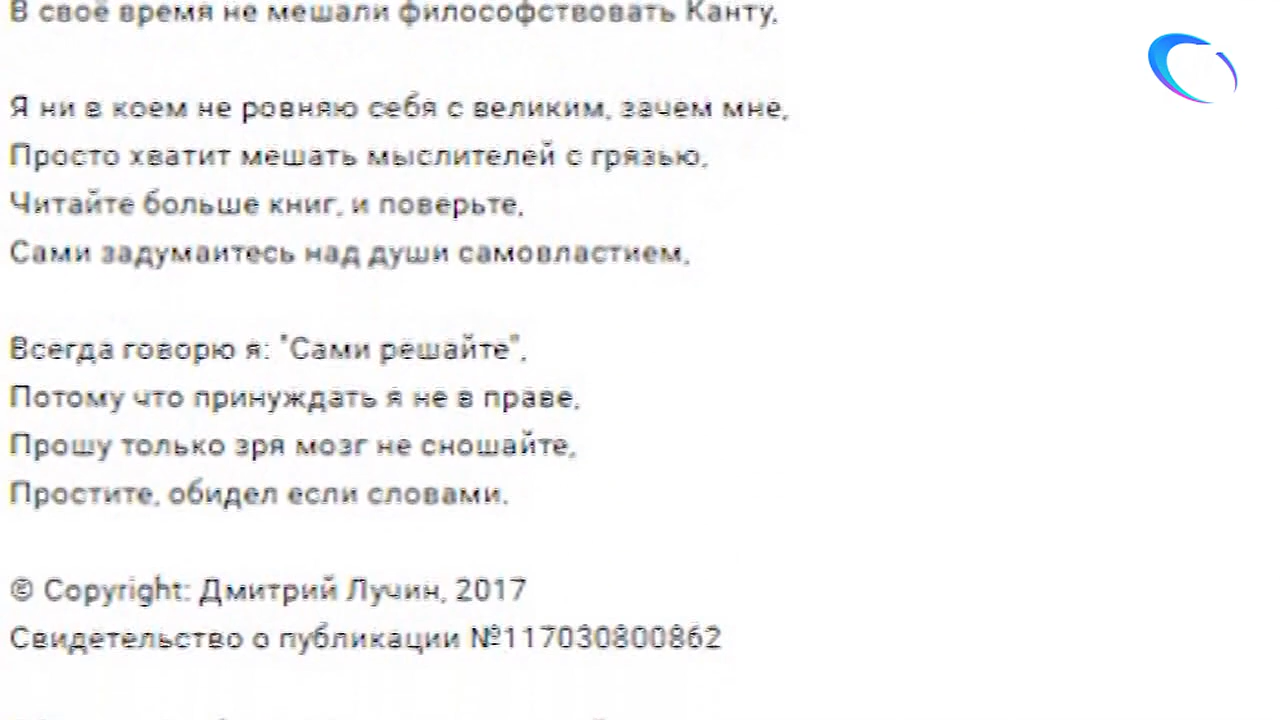 В своё время не мешали философствовать Канту,
Я ни в коем не ровняю себя с великим, зачем мне,
Просто хватит мешать мыслителей с грязью,
Читайте больше книг, и поверьте,
Сами задумаитесь над души самовластием,
Всегда говорю я: "Сами решайте",
Потому что принуждать я не в праве,
Прошу только зря мозг не сношайте,
Простите, обидел если словами.
© Copyright: Дмитрий Лучин, 2017
Свидетельство о публикации №117030800862